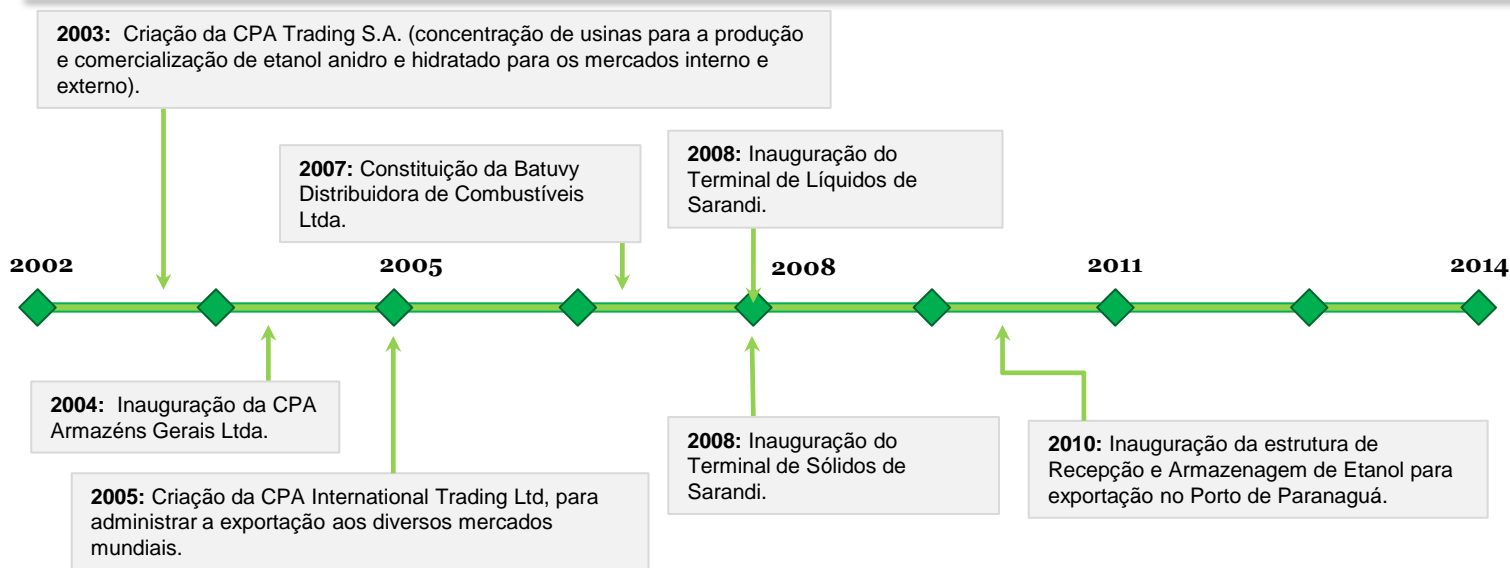 2003: Criação da CPA Trading S.A. (concentração de usinas para a produção
e comercialização de etanol anidro e hidratado para os mercados interno e
externo).
2007: Constituição da Batuvy
Distribuidora de Combustíveis
Ltda.
2008: Inauguração do
Terminal de Líquidos de
Sarandi.
2002
2005
2008
2011
2014
2004: Inauguração da CPA
Armazéns Gerais Ltda.
2005: Criação da CPA International Trading Ltd, para
administrar a exportação aos diversos mercados
mundiais.
2008: Inauguração do
Terminal de Sólidos de
Sarandi.
2010: Inauguração da estrutura de
Recepção e Armazenagem de Etanol para
exportação no Porto de Paranaguá.